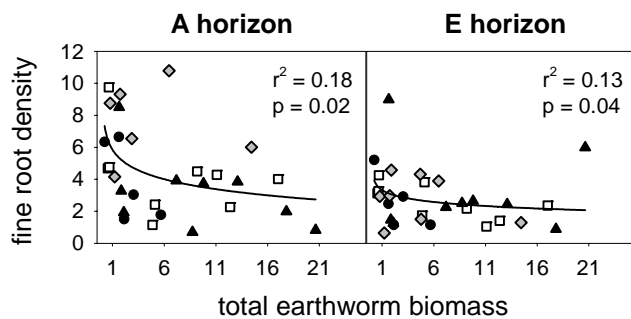 A horizon E horizon
12
10
8
6
4
2
0
fine root density
r² = 0.18
p = 0.02
r² = 0.13
p = 0.04
1 6 11 16 21 1 6 11 16 21
total earthworm biomass